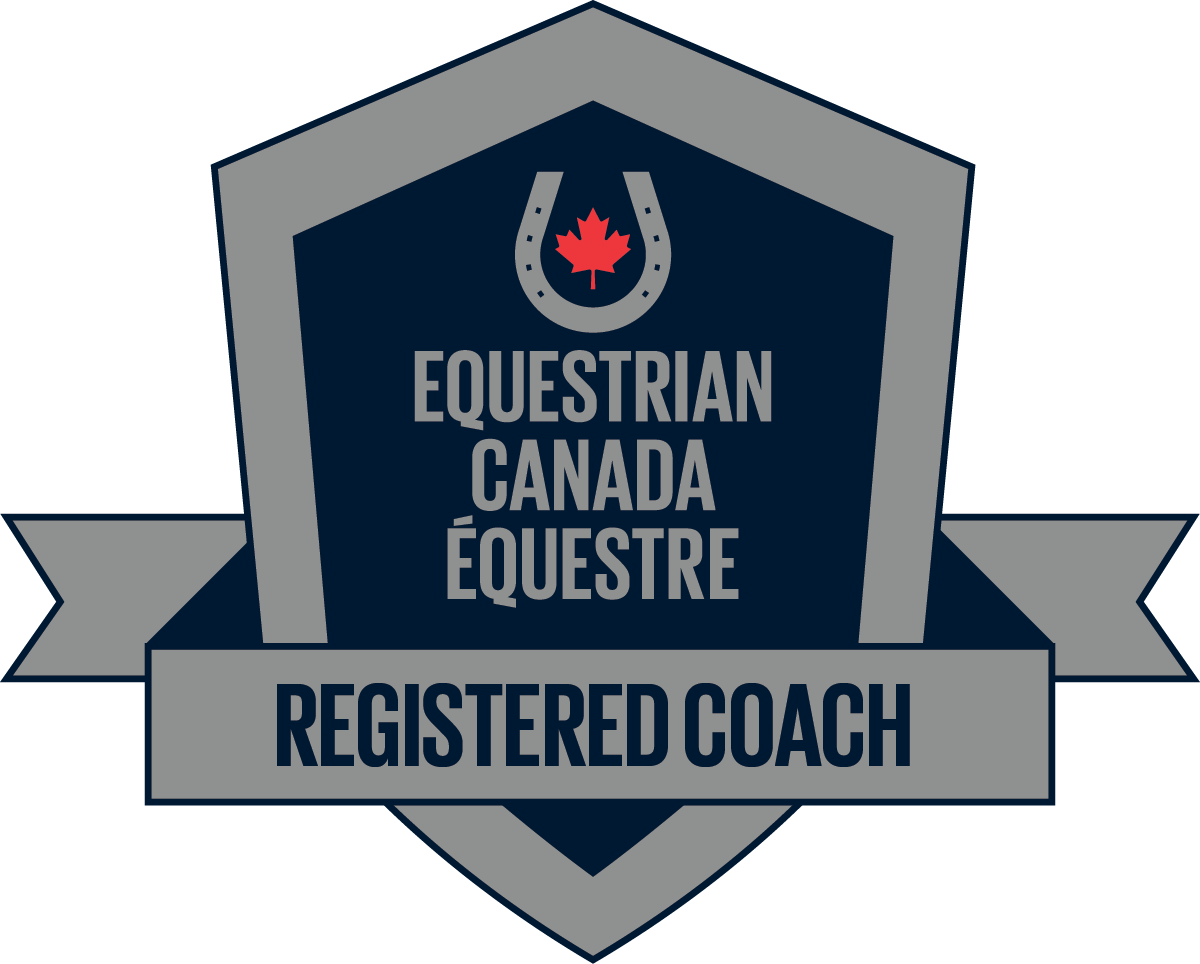 EQUESTRIAN
CANADA
ÉQUESTRE
REGISTERED COACH